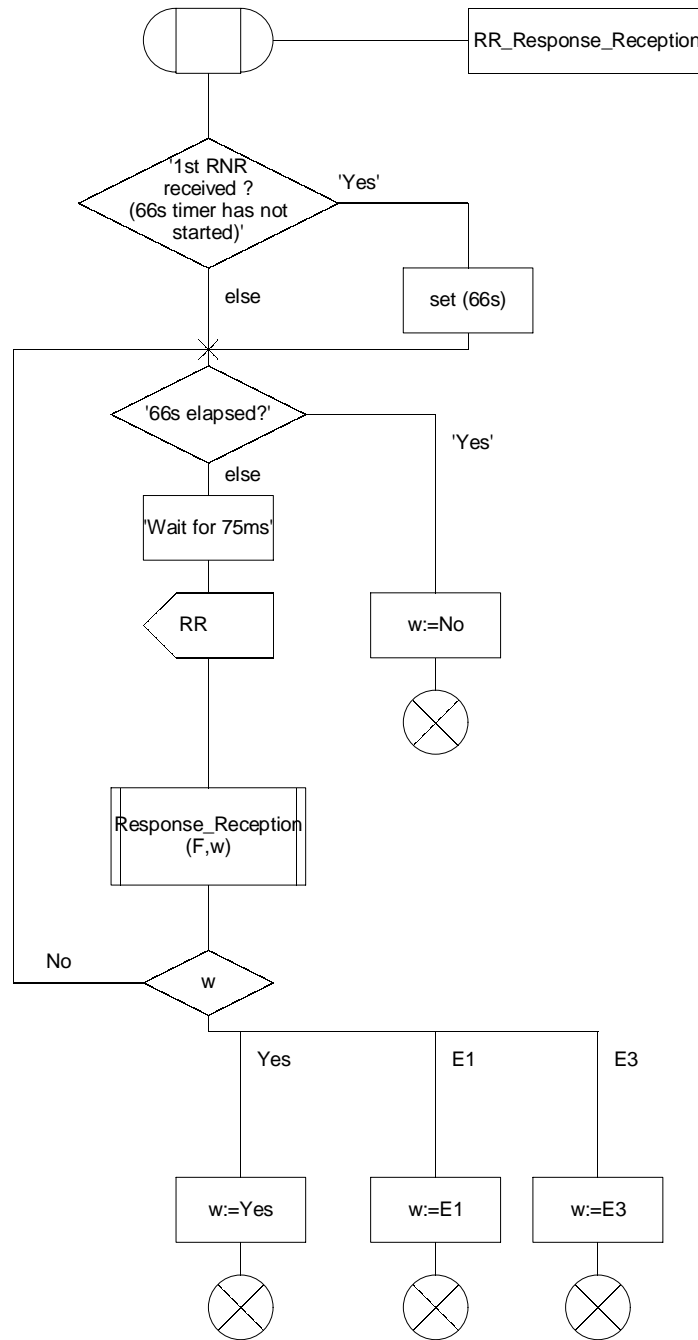 RR_Response_Reception
'1st RNR
received ?
(66s timer has not
started)'
'Yes'
else
set (66s)
'66s elapsed?'
'Yes'
else
'Wait for 75ms'
RR
w:=No
Response_Reception
(F,w)
No
w
Yes
E1
E3
w:=Yes
w:=E1
w:=E3